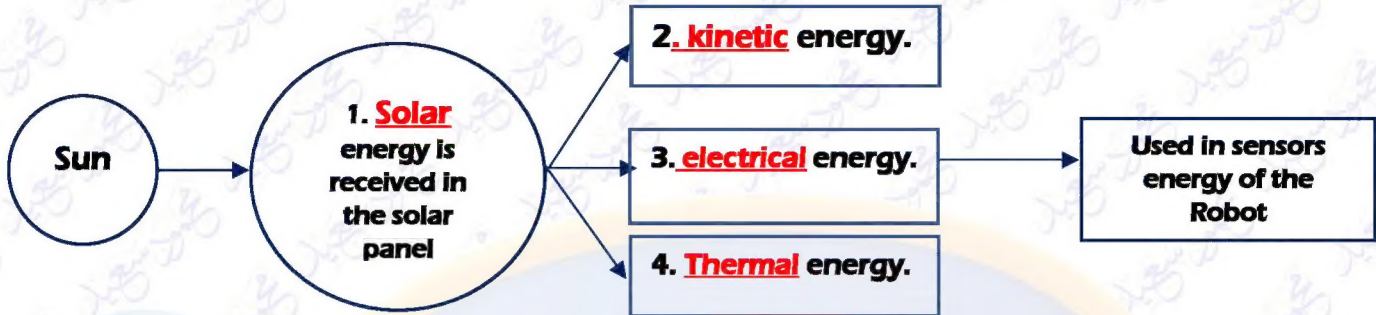 Sun
1. Solar
energy is
received in
the solar
panel
2. kinetic energy.
3. electrical energy.
4. Thermal energy.
Used in sensors
energy of the
Robot